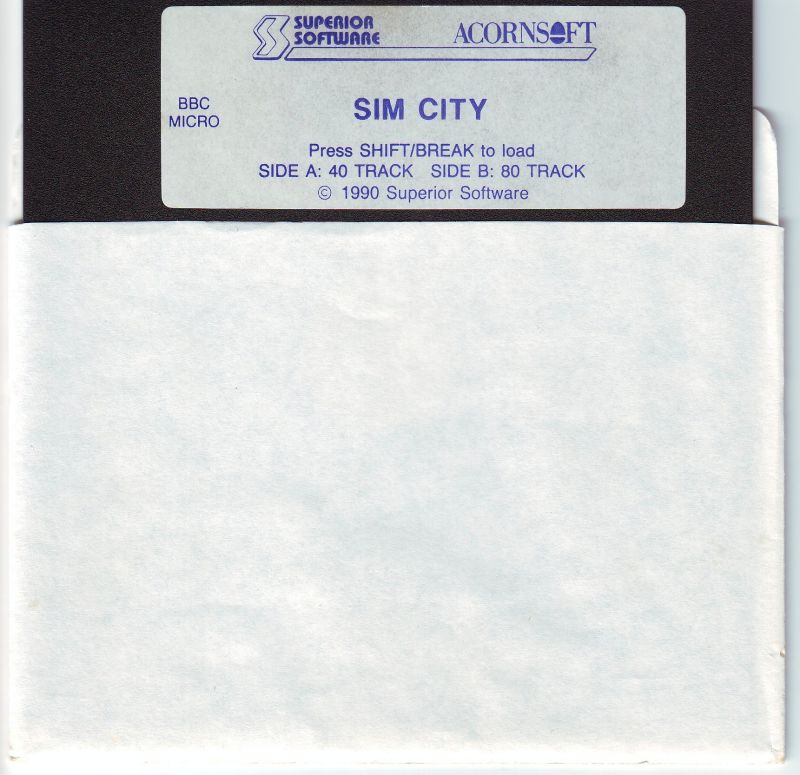 SUPERIOR
SOFTWARE
ACORNSOFT
BBC
MICRO
SIM CITY
Press SHIFT/BREAK to load
SIDE A: 40 TRACK SIDE B: 80 TRACK
© 1990 Superior Software